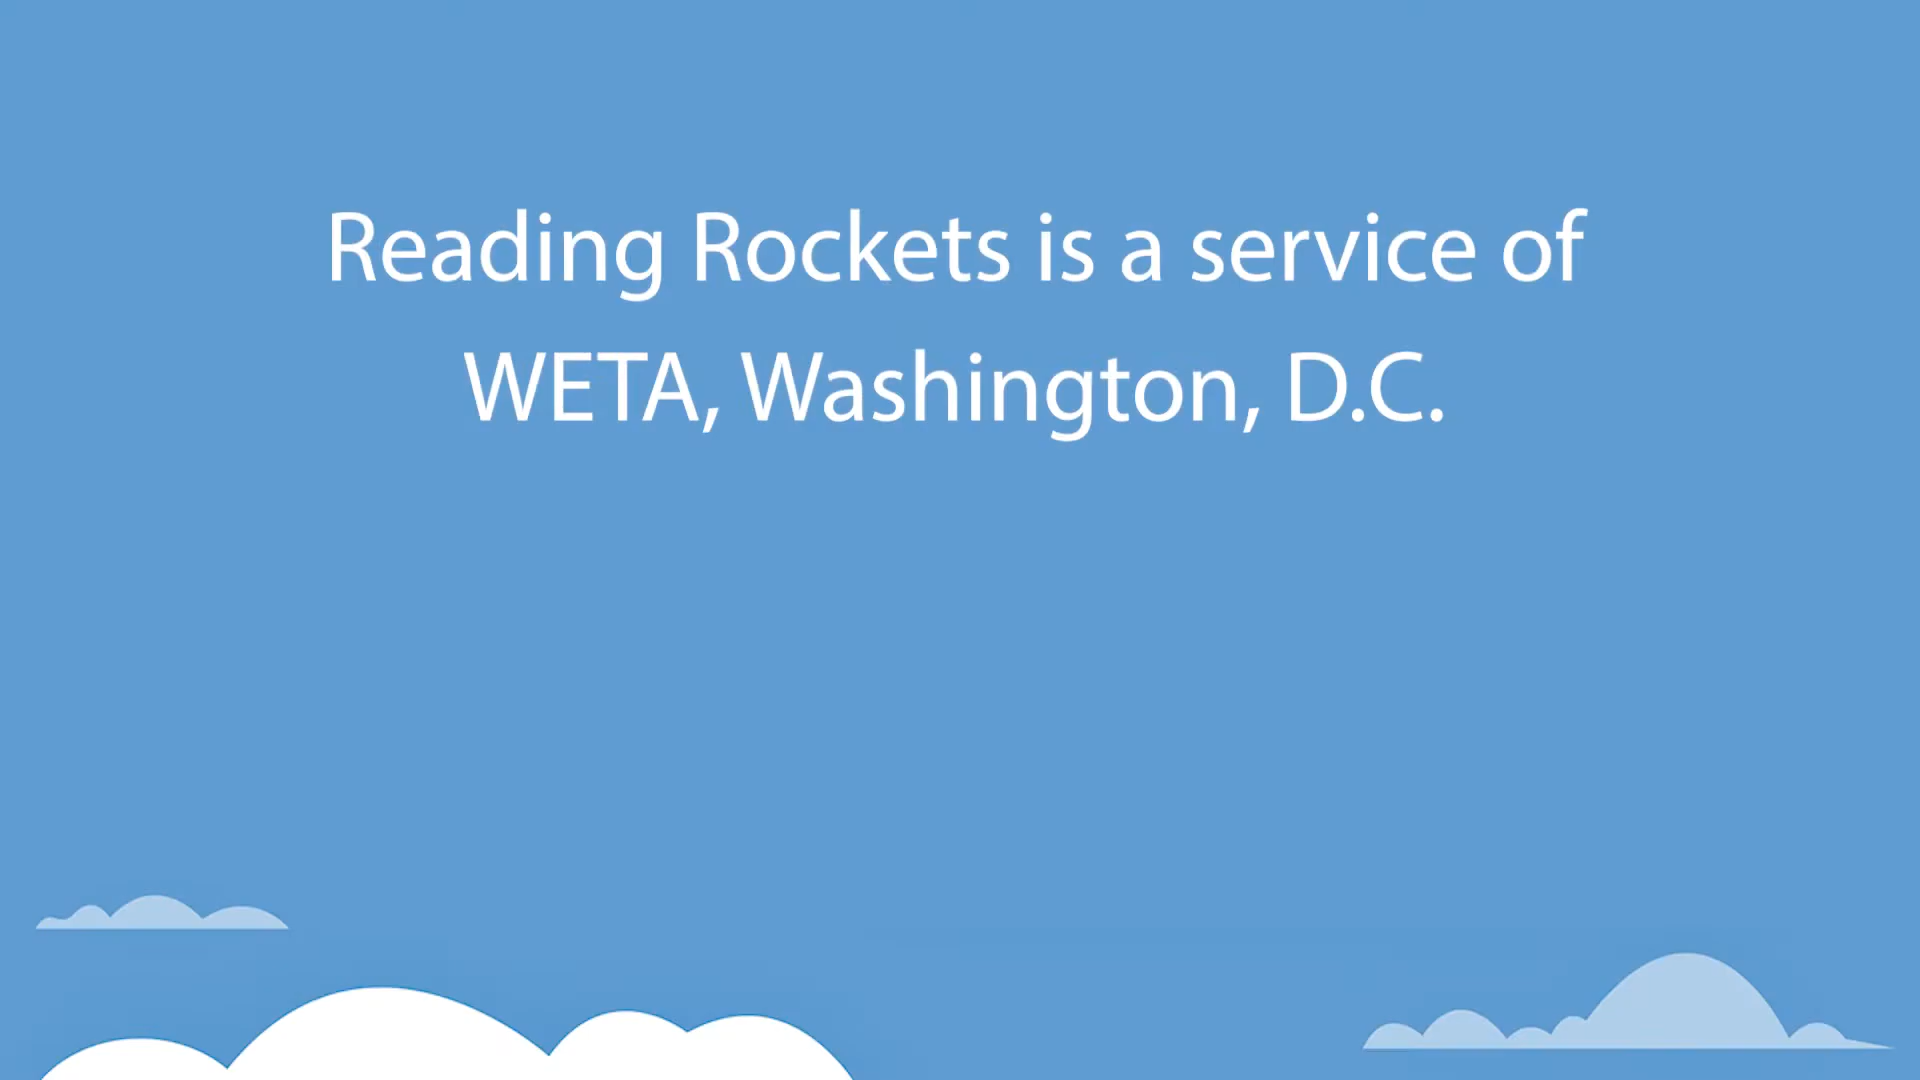 Reading Rockets is a service of
WETA, Washington, D.C.